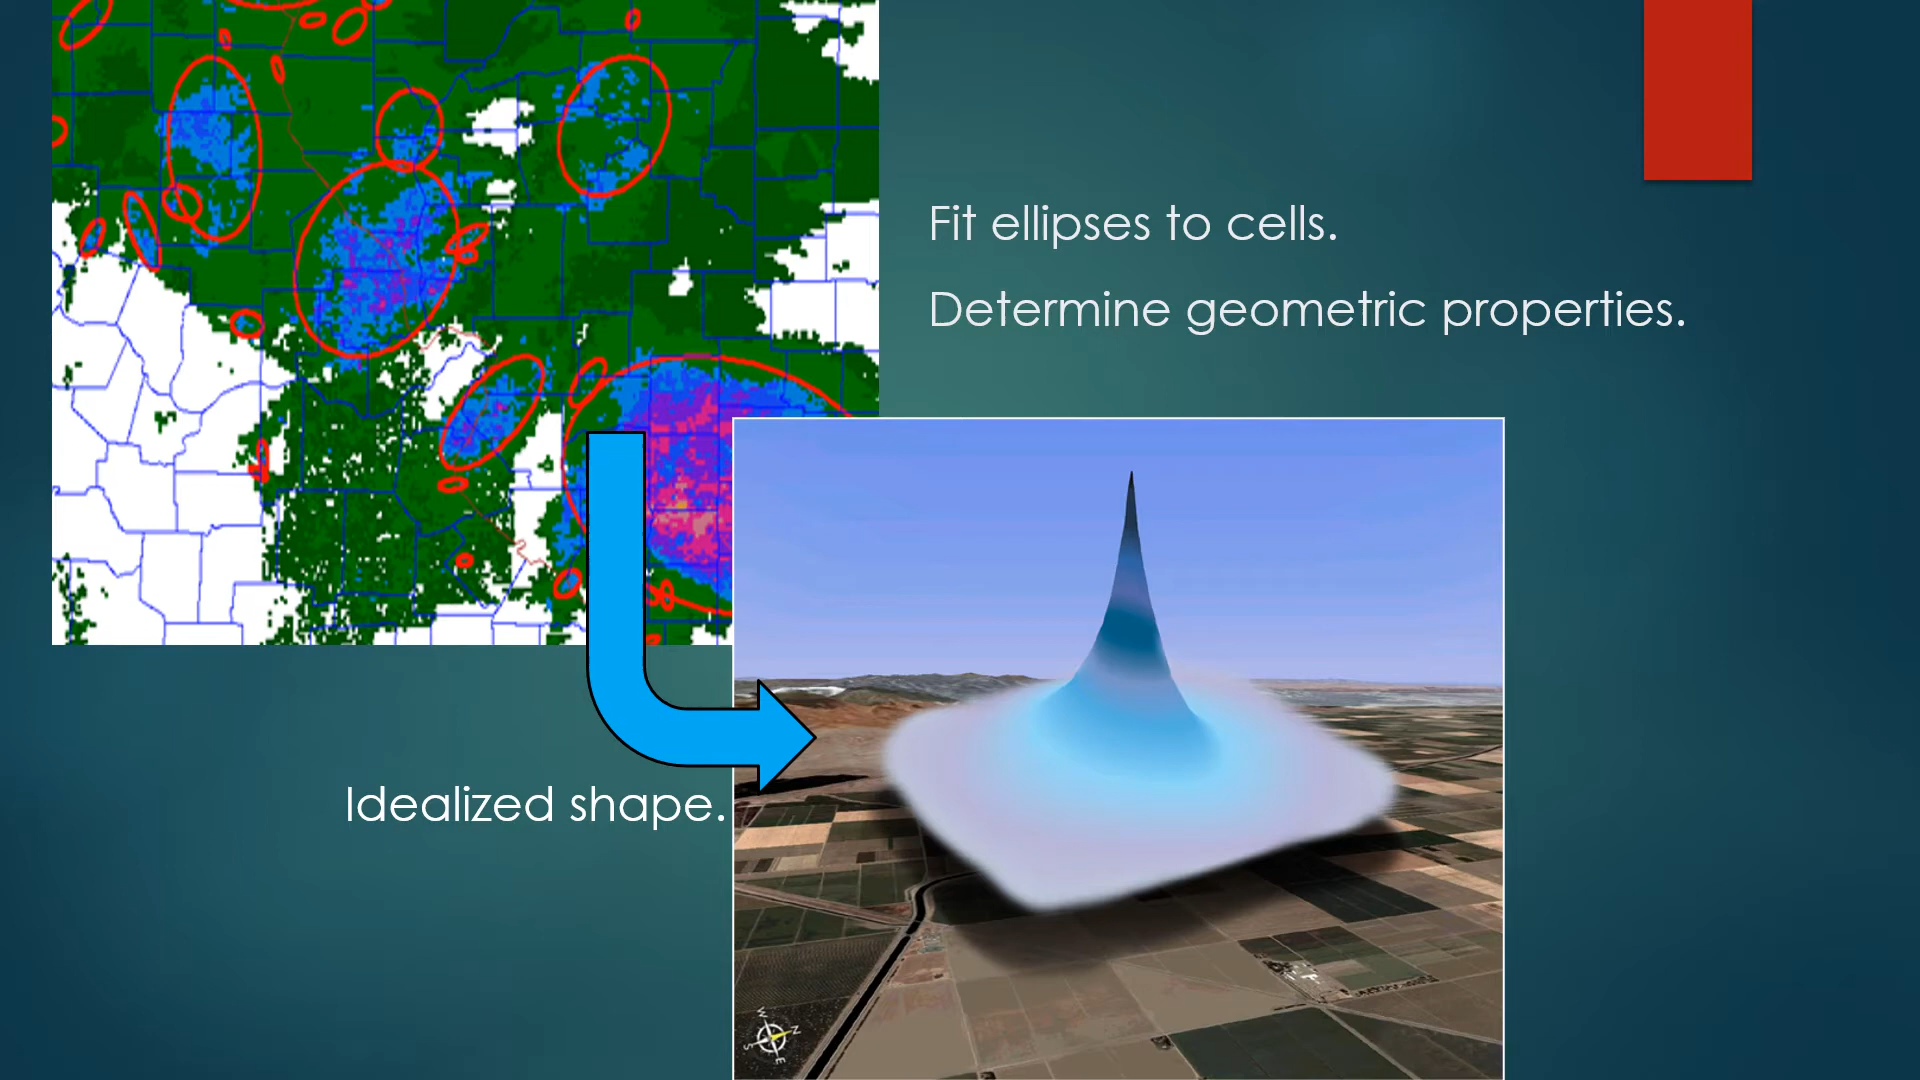 Fit ellipses to cells.
Determine geometric properties.
Idealized shape.
W
N
S
E